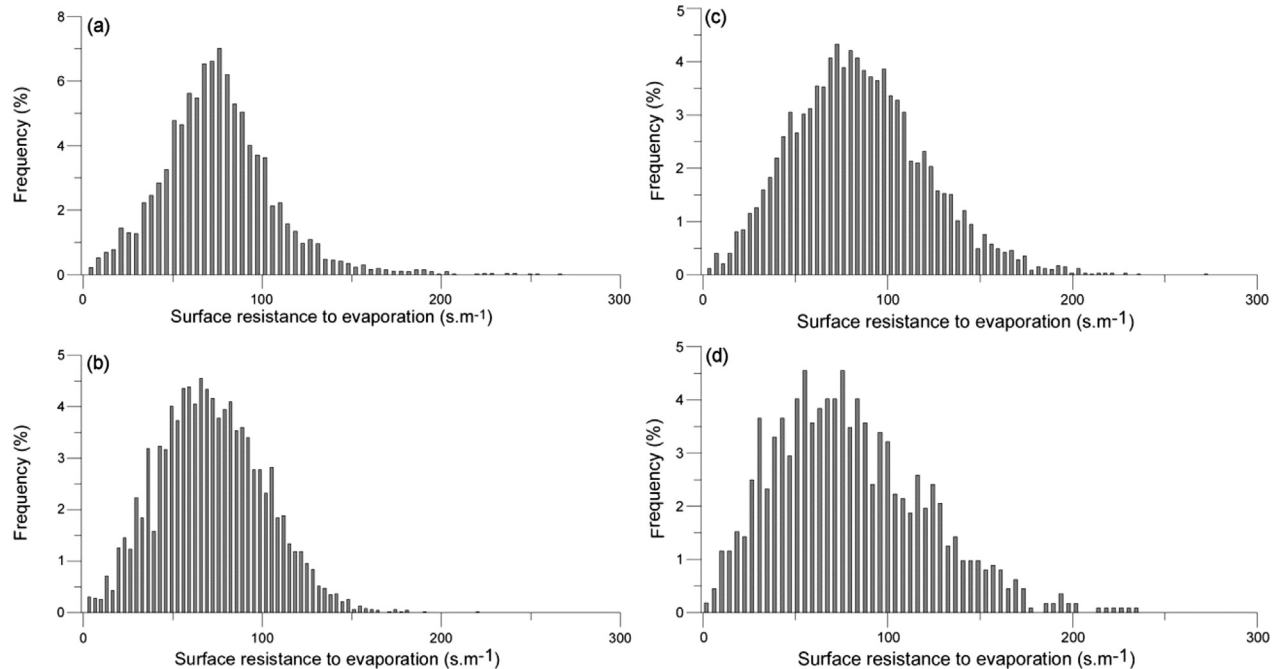 (a)
8
6
4
2
0
Frequency (%)
0 100 200 300
Surface resistance to evaporation (s.m-1)
(c)
5
4
3
2
1
0
Frequency (%)
0 100 200 300
Surface resistance to evaporation (s.m-1)
(b)
5
4
3
2
1
0
Frequency (%)
0 100 200 300
Surface resistance to evaporation (s.m-1)
(d)
5
4
3
2
1
0
Frequency (%)
0 100 200 300
Surface resistance to evaporation (s.m-1)